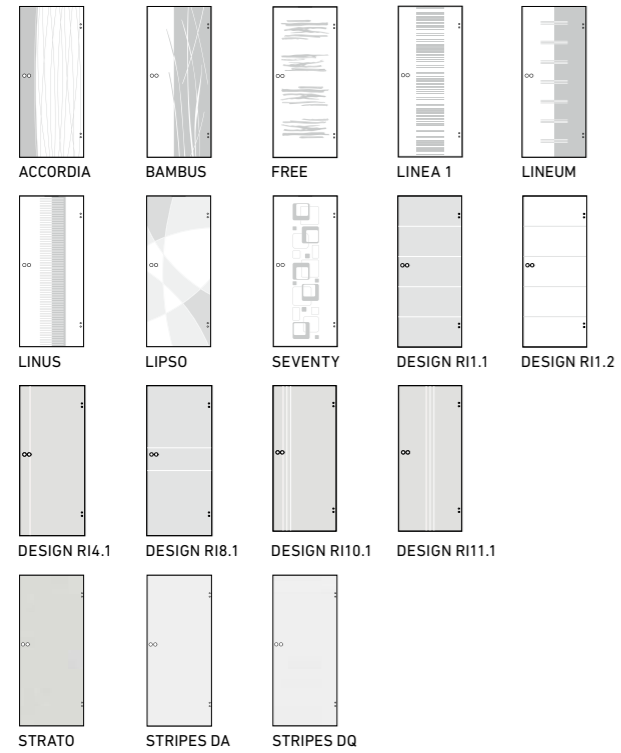 ACCORDIA
BAMBUS
FREE
LINEA 1
LINEUM
LINUS
LIPSO
SEVENTY
DESIGN RI1.1
DESIGN RI1.2
DESIGN RI4.1
DESIGN RI8.1
DESIGN RI10.1
DESIGN RI11.1
STRATO
STRIPES DA
STRIPES DQ